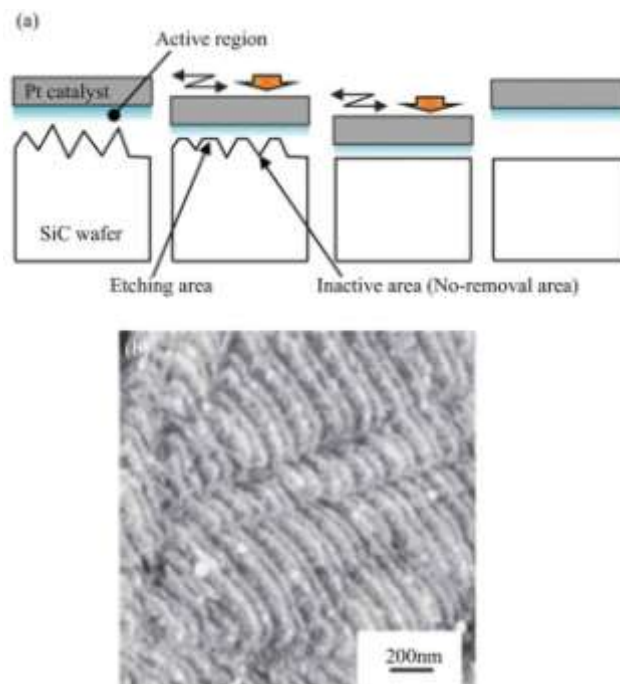 (a)
Active region
Pt catalyst
SiC wafer
Etching area
Inactive area (No-removal area)
(b)
200nm